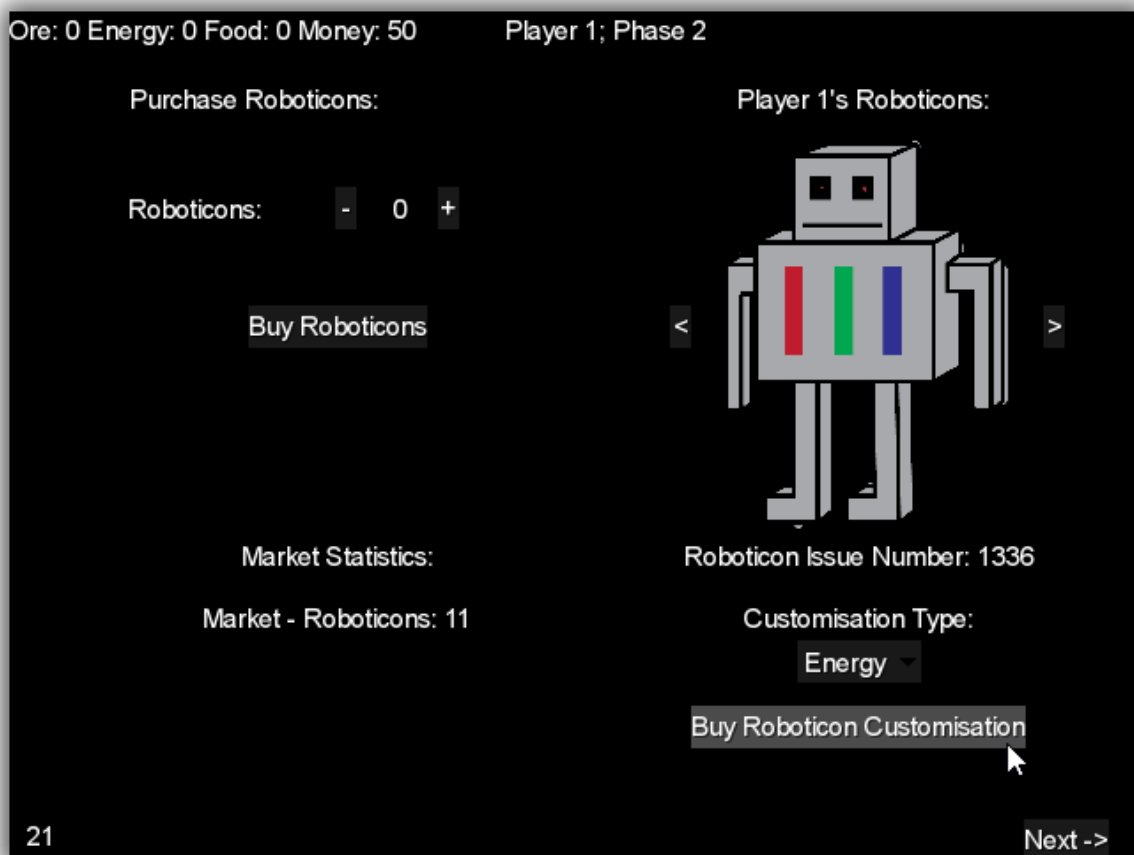 Ore: 0 Energy: 0 Food: 0 Money: 50 Player 1; Phase 2
Purchase Roboticons:
Player 1's Roboticons:
Roboticons: - 0 +
Buy Roboticons
< >
Market Statistics:
Roboticon Issue Number: 1336
Market - Roboticons: 11
Customisation Type:
Energy
Buy Roboticon Customisation
21
Next ->